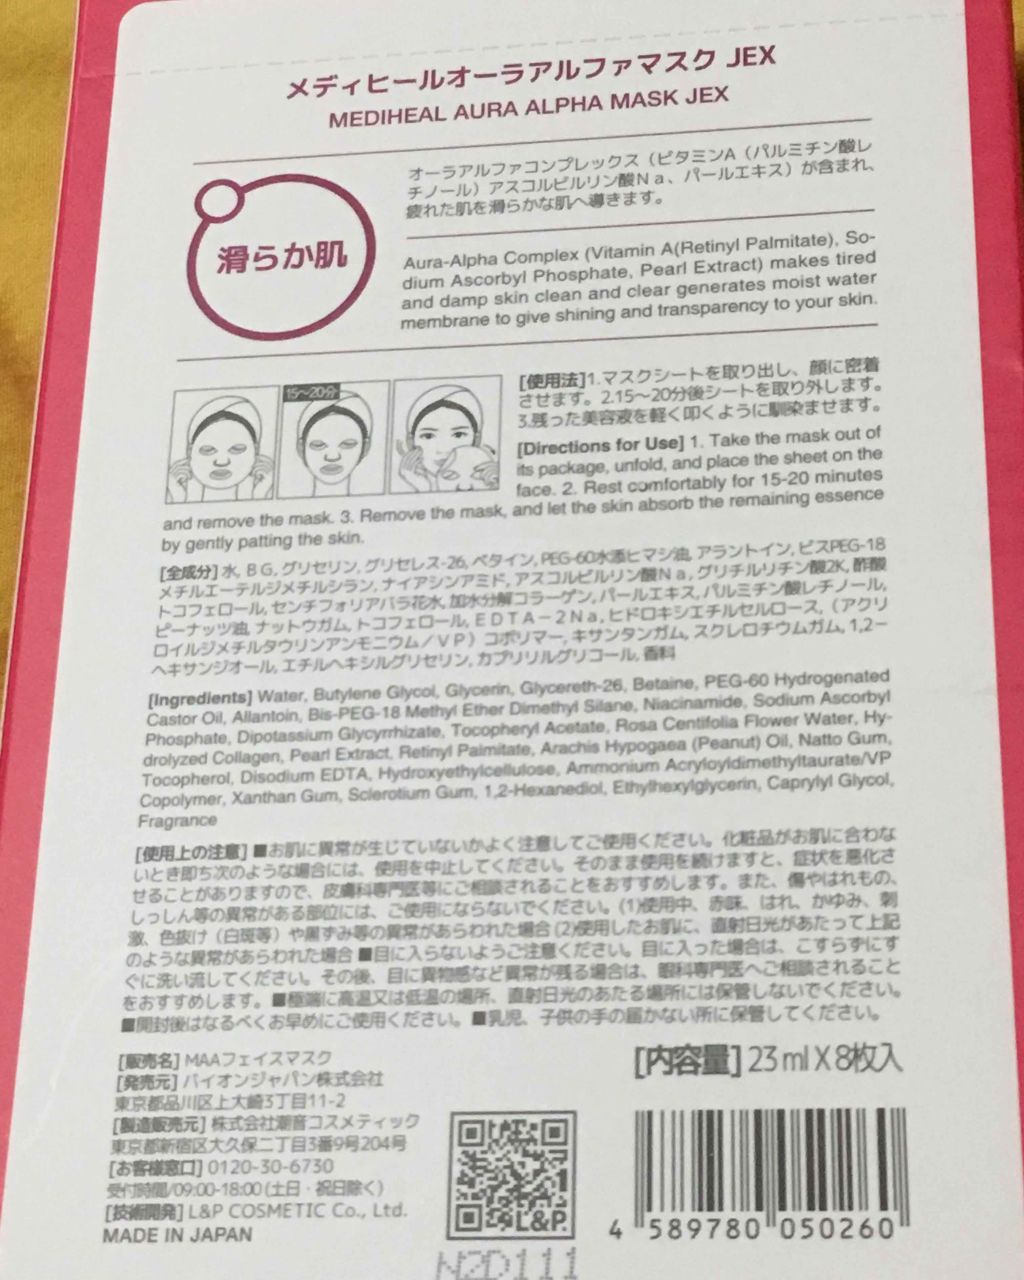 メディヒールオーラアルファマスク JEX
MEDIHEAL AURA ALPHA MASK JEX
滑らか肌
オーラアルファコンプレックス（ビタミンA（パルミチン酸レ
チノール）アスコルビルリン酸Ｎａ、パールエキス）が含まれ、
疲れた肌を滑らかな肌へ導きます。
Aura-Alpha Complex (Vitamin A(Retinyl Palmitate), So-
dium Ascorbyl Phosphate, Pearl Extract) makes tired
and damp skin clean and clear generates moist water
membrane to give shining and transparency to your skin.
15〜20分
[使用法]1.マスクシートを取り出し、顔に密着
させます。2.15〜20分後シートを取り外します。
3.残った美容液を軽く叩くように馴染ませます。
[Directions for Use] 1. Take the mask out of
its package, unfold, and place the sheet on the
face. 2. Rest comfortably for 15-20 minutes
and remove the mask. 3. Remove the mask, and let the skin absorb the remaining essence
by gently patting the skin.
[全成分] 水, ＢＧ, グリセリン, グリセレス-26, ベタイン, PEG-60水添ヒマシ油, アラントイン, ビスPEG-18
メチルエーテルジメチルシラン, ナイアシンアミド, アスコルビルリン酸Ｎａ, グリチルリチン酸2K, 酢酸
トコフェロール, センチフォリアバラ花水, 加水分解コラーゲン, パールエキス, パルミチン酸レチノール,
ピーナッツ油, ナットウガム, トコフェロール, ＥＤＴＡ－２Ｎａ, ヒドロキシエチルセルロース,（アクリ
ロイルジメチルタウリンアンモニウム／ＶＰ）コポリマー, キサンタンガム, スクレロチウムガム, 1,2－
ヘキサンジオール, エチルヘキシルグリセリン, カプリリルグリコール, 香料
[Ingredients] Water, Butylene Glycol, Glycerin, Glycereth-26, Betaine, PEG-60 Hydrogenated
Castor Oil, Allantoin, Bis-PEG-18 Methyl Ether Dimethyl Silane, Niacinamide, Sodium Ascorbyl
Phosphate, Dipotassium Glycyrrhizate, Tocopheryl Acetate, Rosa Centifolia Flower Water, Hy-
drolyzed Collagen, Pearl Extract, Retinyl Palmitate, Arachis Hypogaea (Peanut) Oil, Natto Gum,
Tocopherol, Disodium EDTA, Hydroxyethylcellulose, Ammonium Acryloyldimethyltaurate/VP
Copolymer, Xanthan Gum, Sclerotium Gum, 1,2-Hexanediol, Ethylhexylglycerin, Caprylyl Glycol,
Fragrance
[使用上の注意] ■お肌に異常が生じていないかよく注意してご使用ください。化粧品がお肌に合わな
いとき即ち次のような場合には、使用を中止してください。そのまま使用を続けますと、症状を悪化さ
せることがありますので、皮膚科専門医等にご相談されることをおすすめします。また、傷やはれもの、
しっしん等の異常がある部位には、ご使用にならないでください。(1)使用中、赤味、はれ、かゆみ、刺
激、色抜け（白斑等）や黒ずみ等の異常があらわれた場合 (2)使用したお肌に、直射日光があたって上記
のような異常があらわれた場合 ■目に入らないようご注意ください。目に入った場合は、こすらずにす
ぐに洗い流してください。その後、目に異物感など異常が残る場合は、眼科専門医へご相談されること
をおすすめします。■極端に高温又は低温の場所、直射日光のあたる場所には保管しないでください。
■開封後はなるべくお早めにご使用ください。■乳児、子供の手の届かない所に保管してください。
[販売名] MAAフェイスマスク
[発売元] バイオンジャパン株式会社
東京都品川区上大崎3丁目11-2
[製造販売元] 株式会社潮音コスメティック
東京都新宿区大久保二丁目3番9号204号
[お客様窓口] 0120-30-6730
受付時間/09:00-18:00 (土日・祝日除く)
[技術開発] L&P COSMETIC Co., Ltd.
MADE IN JAPAN
[内容量] 23 ml X 8枚入
L&P
4 589780 050260
N2D111